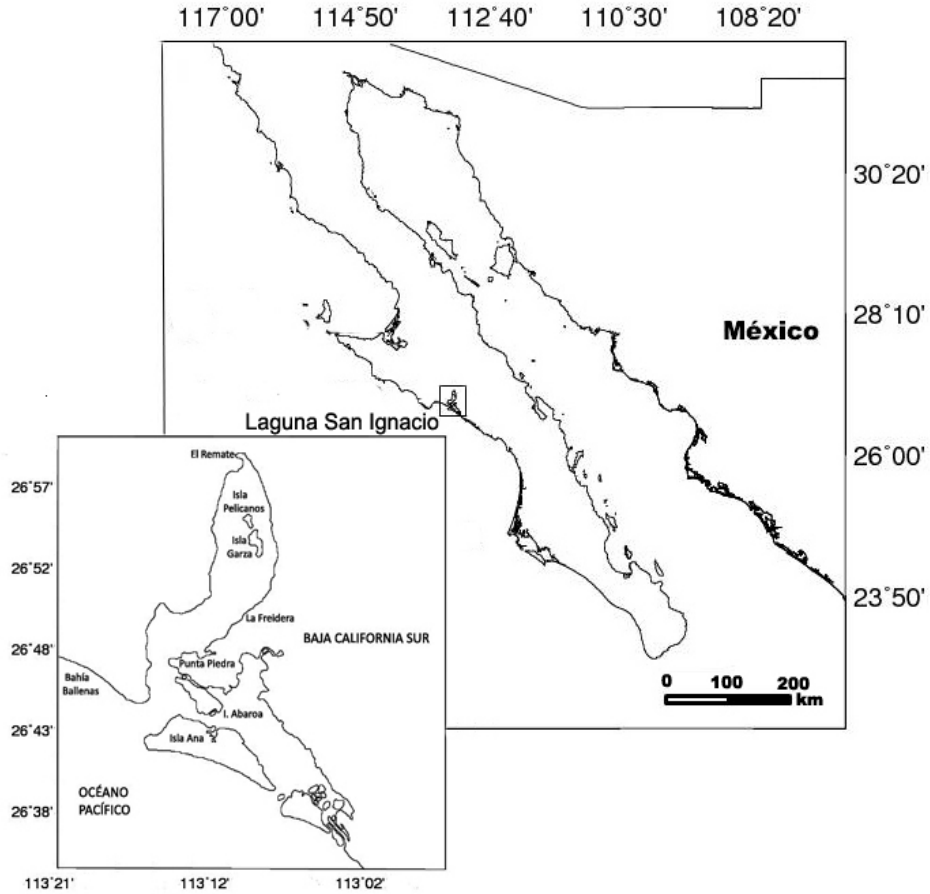 117°00' 114°50' 112°40' 110°30' 108°20'
30°20'
28°10'
México
Laguna San Ignacio
26°00'
El Remate
26°57'
Isla
Pelicanos
Isla
Garza
26°52'
23°50'
La Freidera
BAJA CALIFORNIA SUR
26°48'
Punta Piedra
Bahía
Ballenas
0 100 200
km
I. Abaroa
26°43'
Isla Ana
OCÉANO
PACÍFICO
26°38'
113°21' 113°12' 113°02'